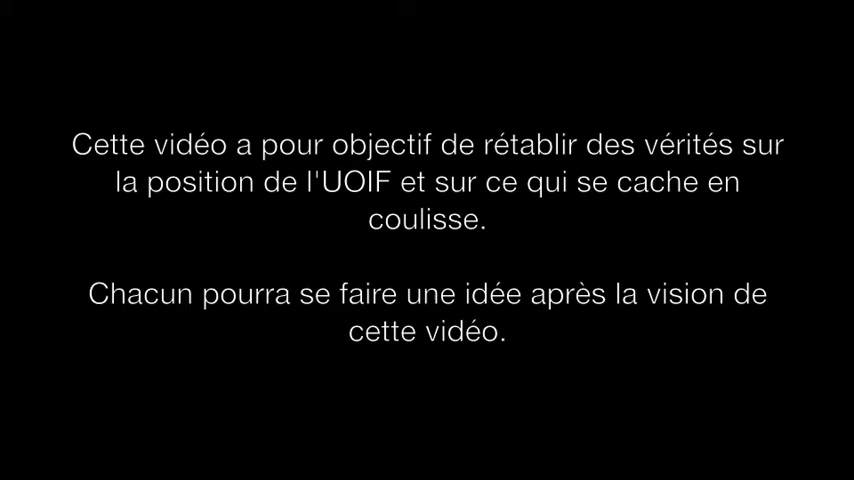 Cette vidéo a pour objectif de rétablir des vérités sur
la position de l'UOIF et sur ce qui se cache en
coulisse.
Chacun pourra se faire une idée après la vision de
cette vidéo.